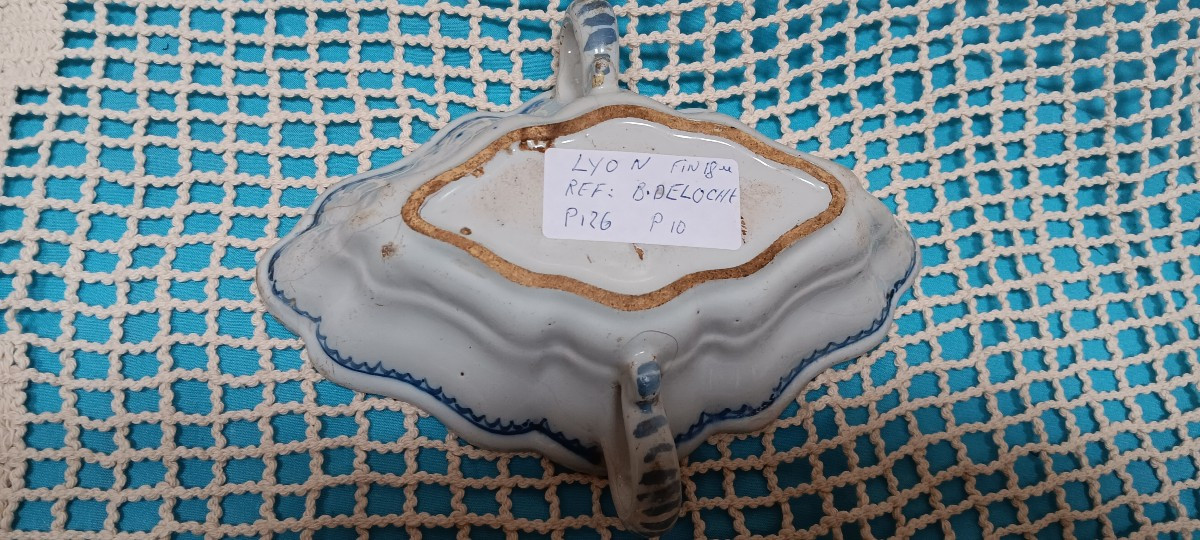 LYON FIN 18e
REF: B.DELOCHE
P126 P10